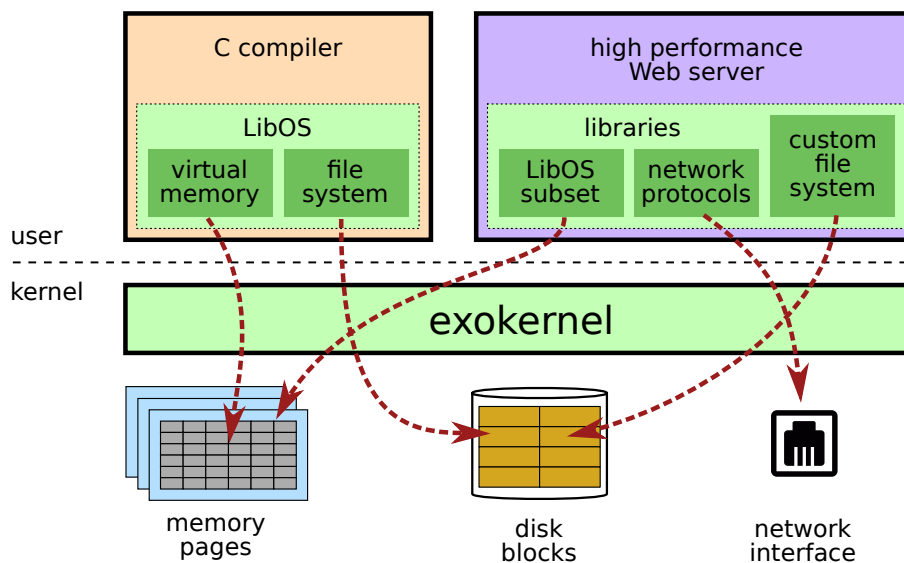 C compiler
LibOS
virtual
memory
file
system
high performance
Web server
libraries
LibOS
subset
network
protocols
custom
file
system
user
kernel
exokernel
memory
pages
disk
blocks
network
interface